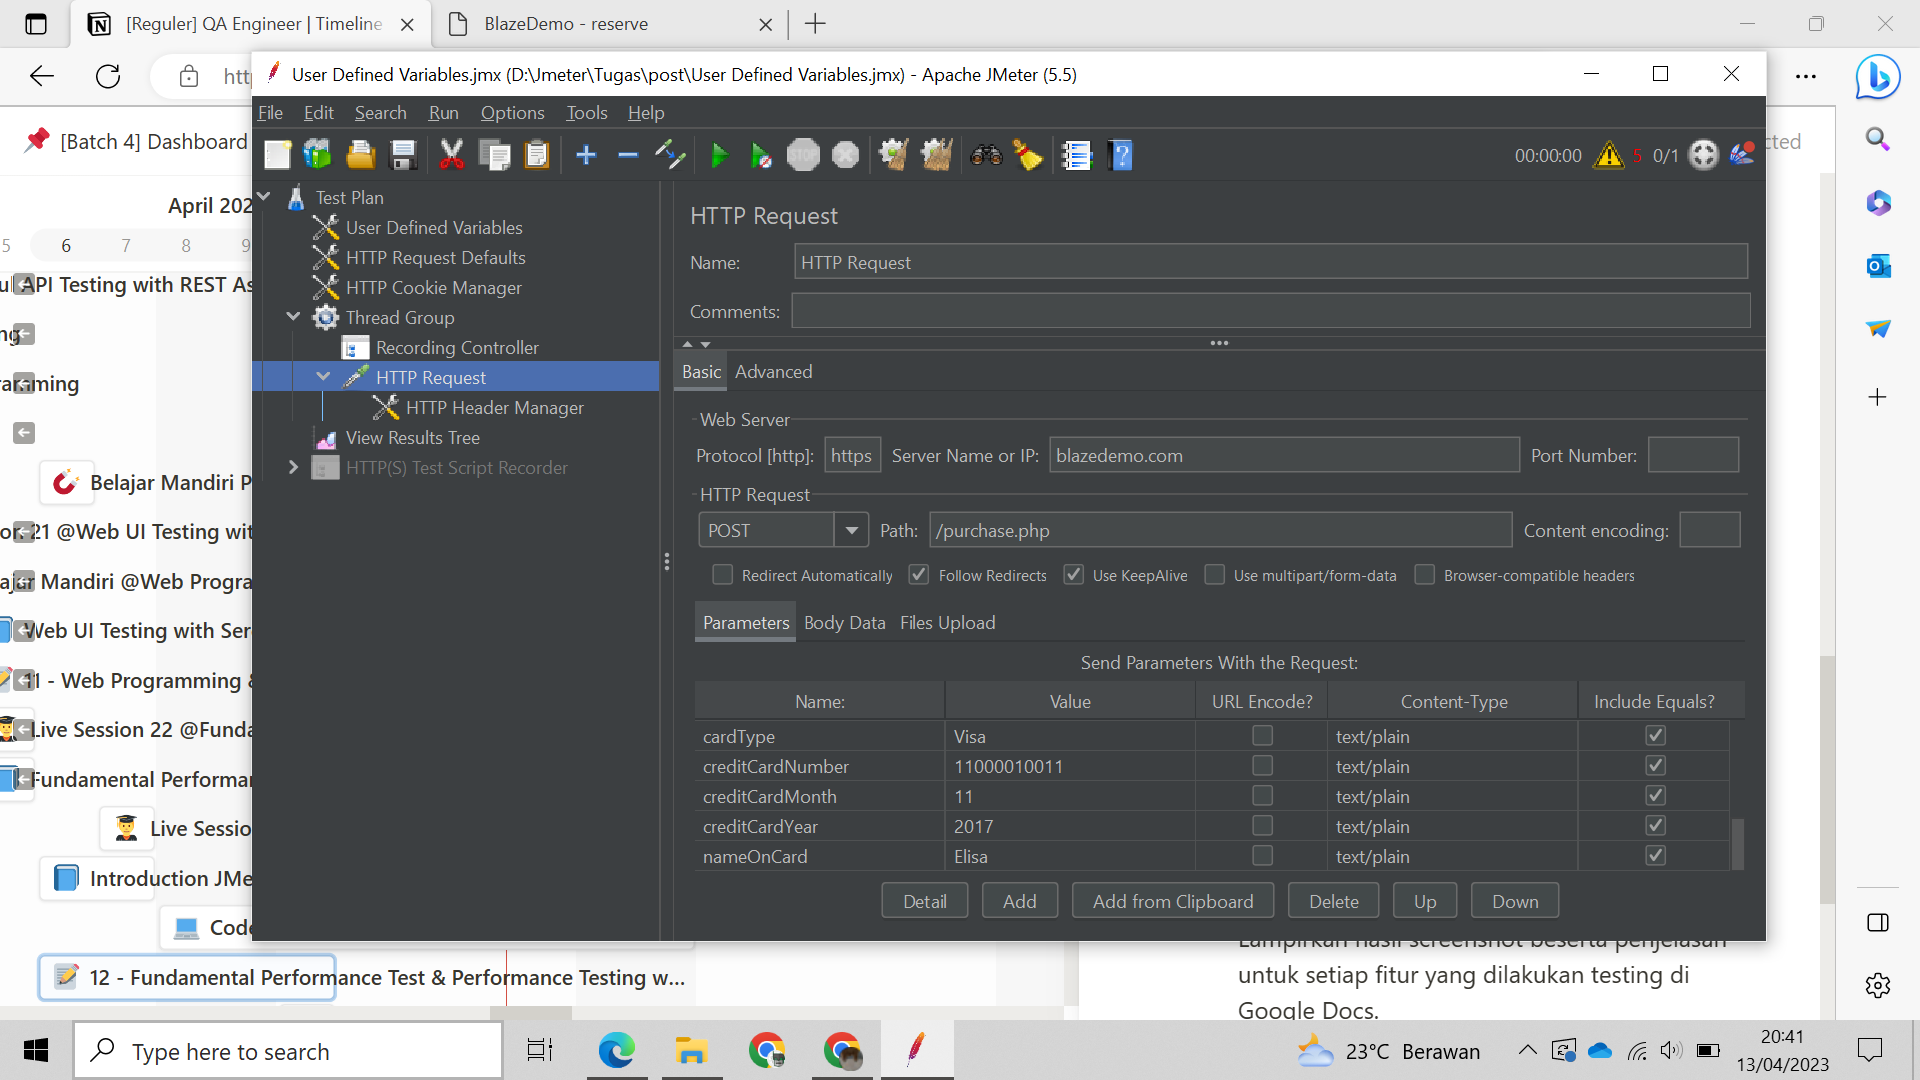 [Reguler] QA Engineer | Timeline
BlazeDemo - reserve
User Defined Variables.jmx (D:\Jmeter\Tugas\post\User Defined Variables.jmx) - Apache JMeter (5.5)
File Edit Search Run Options Tools Help
[Batch 4] Dashboard
00:00:00 5 0/1
cted
April 202
5 6 7 8 9
API Testing with REST As
ng
ramming
Belajar Mandiri P
21 @Web UI Testing wit
Mandiri @Web Progra
Web UI Testing with Ser
11 - Web Programming &
Live Session 22 @Funda
Fundamental Performa
Live Sessio
Introduction JMe
Code
12 - Fundamental Performance Test & Performance Testing w...
Test Plan
User Defined Variables
HTTP Request Defaults
HTTP Cookie Manager
Thread Group
Recording Controller
HTTP Request
HTTP Header Manager
View Results Tree
HTTP(S) Test Script Recorder
HTTP Request
Name: HTTP Request
Comments:
Basic Advanced
Web Server
Protocol [http]: https Server Name or IP: blazedemo.com Port Number:
HTTP Request
POST Path: /purchase.php Content encoding:
Redirect Automatically Follow Redirects Use KeepAlive Use multipart/form-data Browser-compatible headers
Parameters Body Data Files Upload
Send Parameters With the Request:
Name: Value URL Encode? Content-Type Include Equals?
cardType Visa text/plain
creditCardNumber 11000010011 text/plain
creditCardMonth 11 text/plain
creditCardYear 2017 text/plain
nameOnCard Elisa text/plain
Detail Add Add from Clipboard Delete Up Down
Lampirkan hasil screenshot beserta penjelasan
untuk setiap fitur yang dilakukan testing di
Google Docs.
Type here to search
23°C Berawan
20:41
13/04/2023